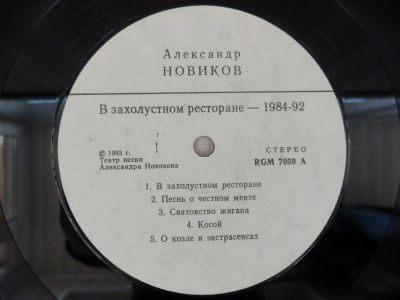 Александр
НОВИКОВ
В захолустном ресторане — 1984-92
© 1993 г.
Театр песни
Александра Новикова
СТЕРЕО
RGM 7059 A
1. В захолустном ресторане
2. Песнь о честном менте
3. Сватовство жигана
4. Косой
5. О козле и экстрасенсах